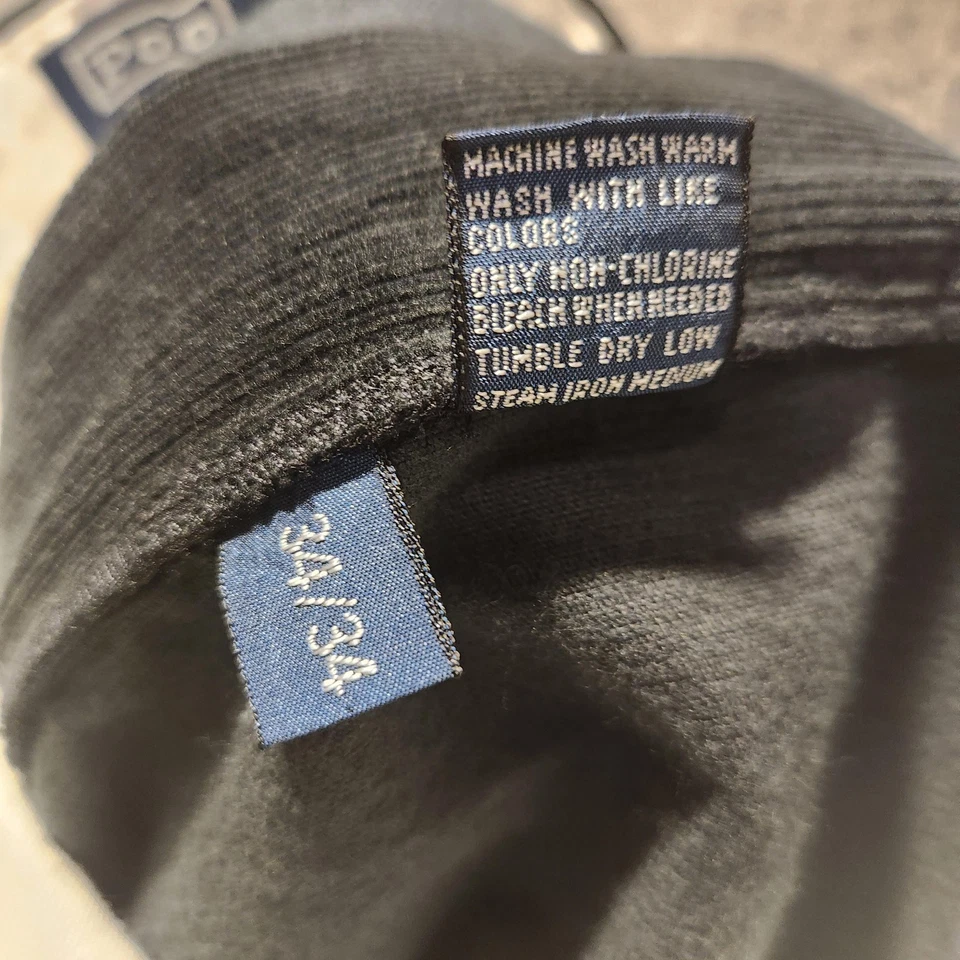 MACHINE WASH WARM
WASH WITH LIKE
COLORS
ONLY NON-CHLORINE
BLEACH WHEN NEEDED
TUMBLE DRY LOW
STEAM IRON MEDIUM
34/34